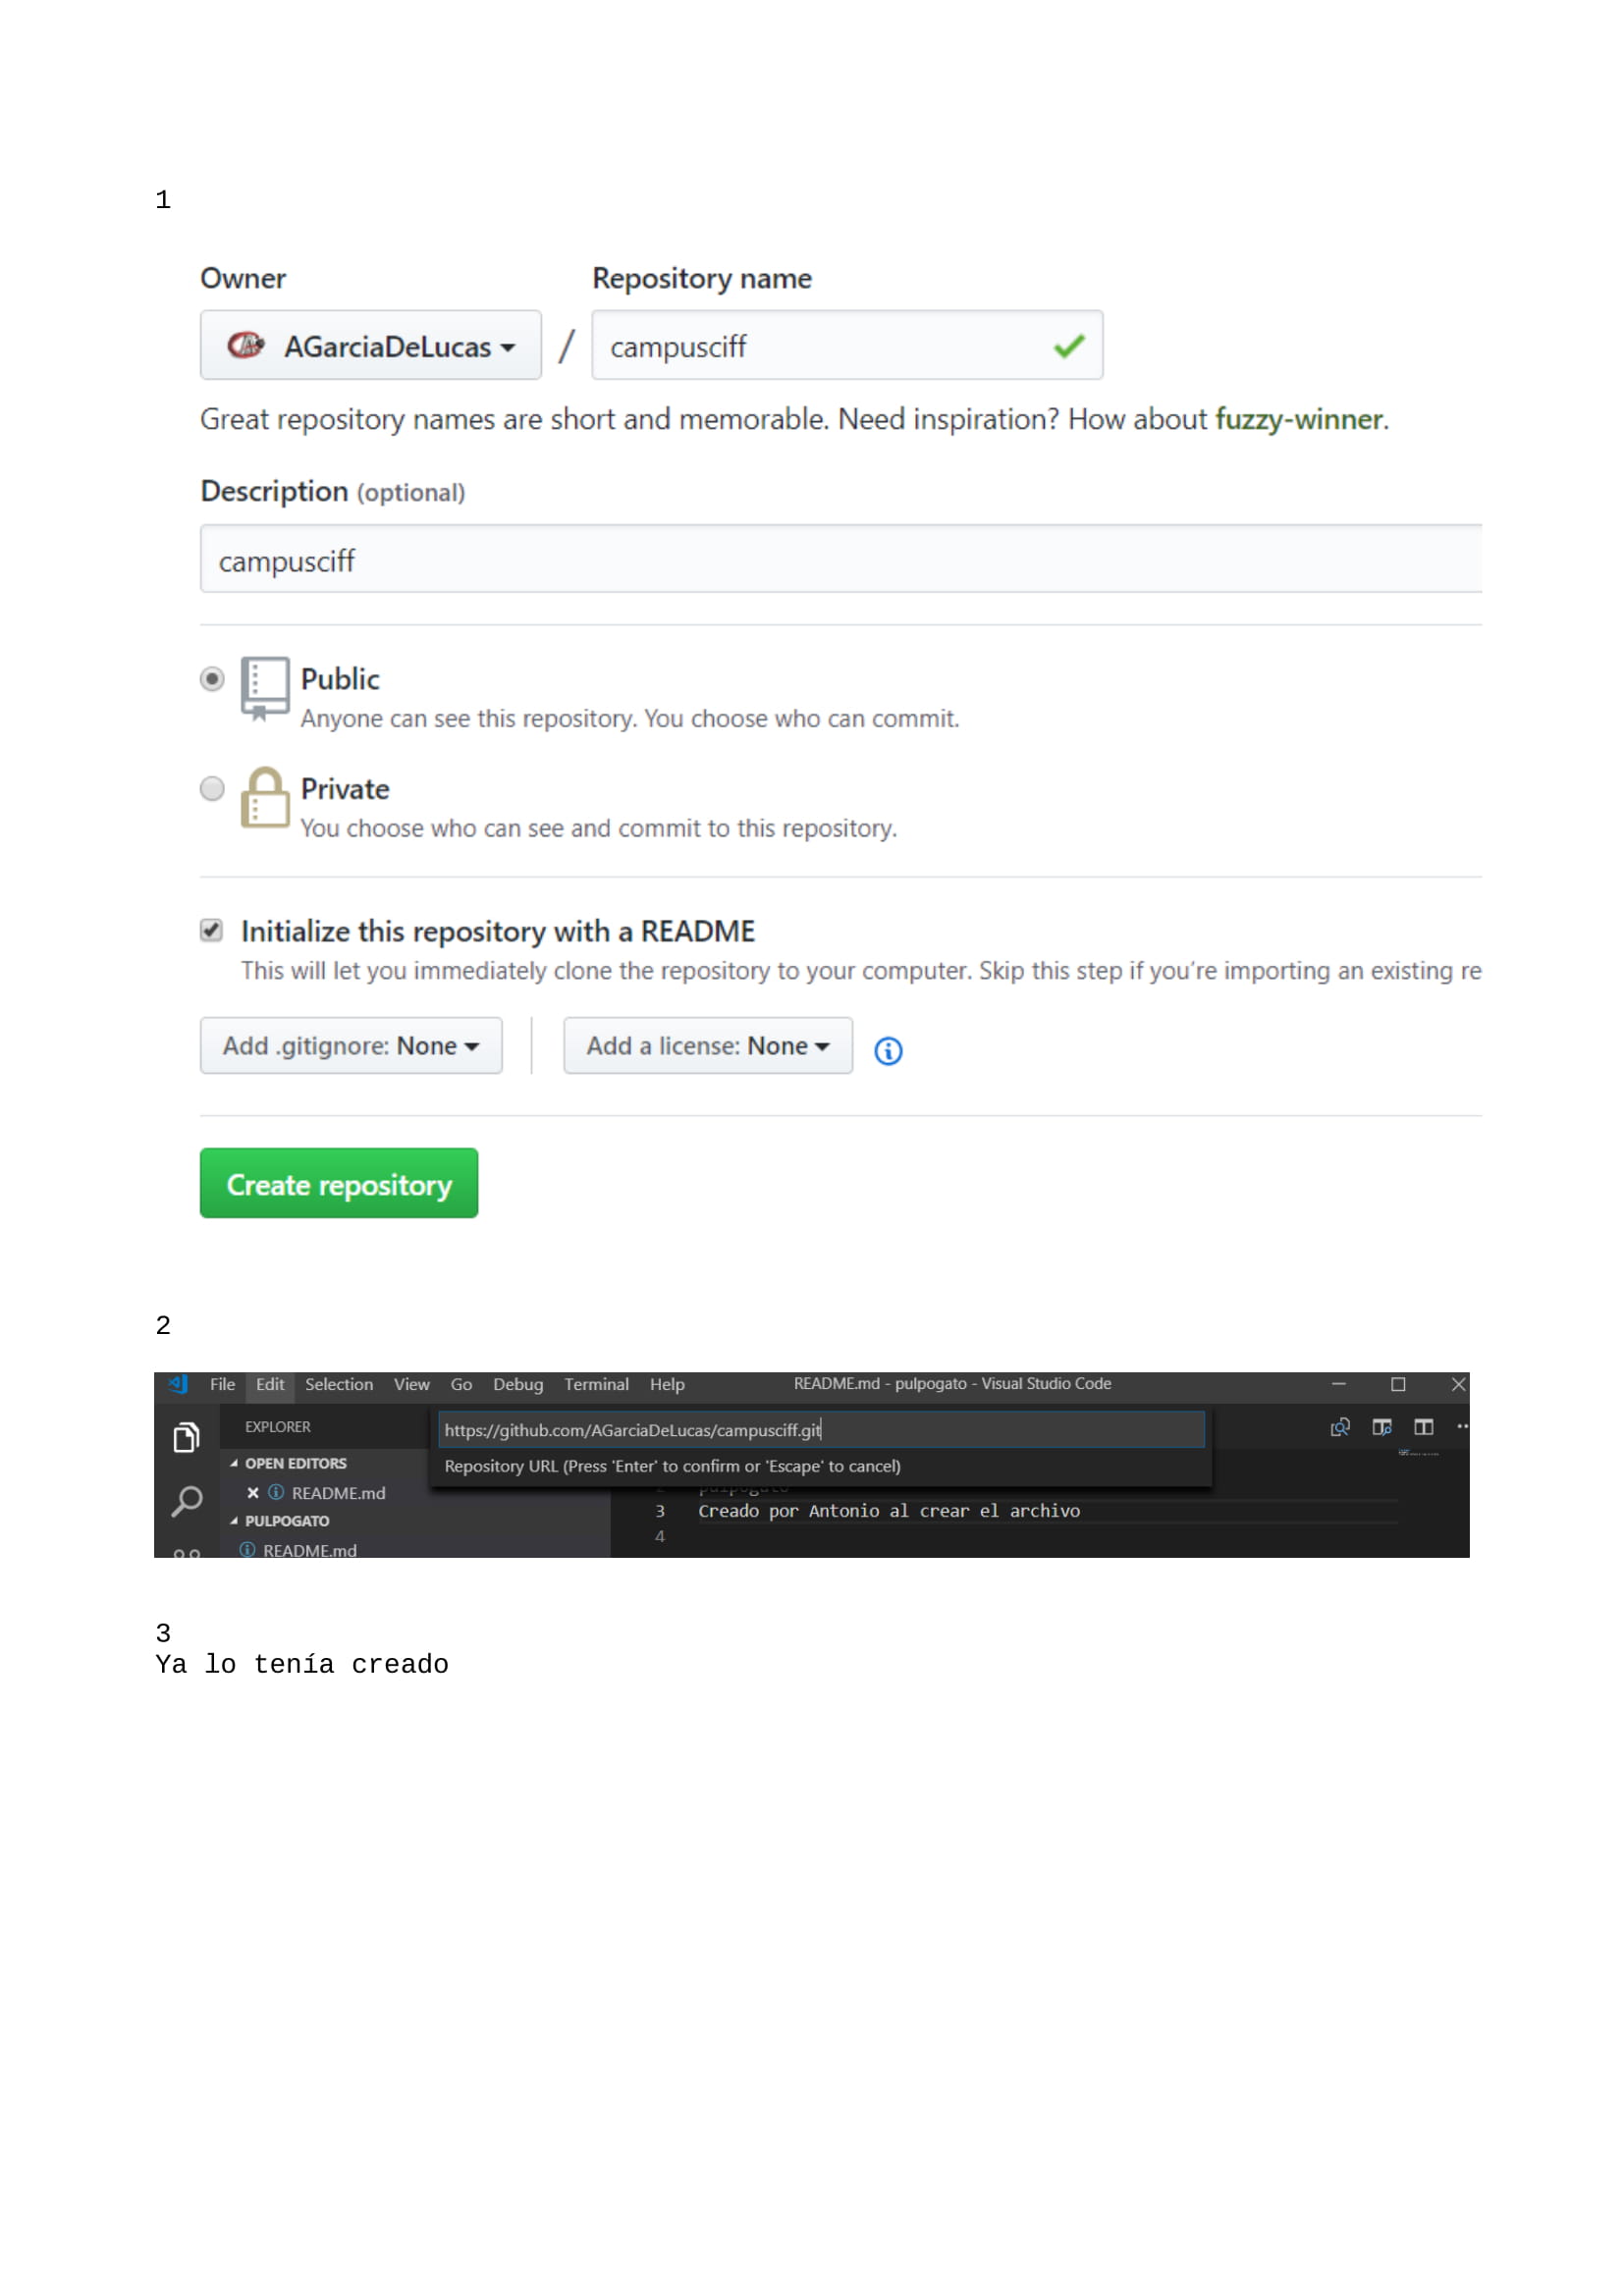 1
Owner Repository name
AGarciaDeLucas / campusciff
Great repository names are short and memorable. Need inspiration? How about fuzzy-winner.
Description (optional)
campusciff
Public
Anyone can see this repository. You choose who can commit.
Private
You choose who can see and commit to this repository.
Initialize this repository with a README
This will let you immediately clone the repository to your computer. Skip this step if you're importing an existing re
Add .gitignore: None Add a license: None
Create repository
2
File Edit Selection View Go Debug Terminal Help README.md - pulpogato - Visual Studio Code
EXPLORER https://github.com/AGarciaDeLucas/campusciff.git
OPEN EDITORS Repository URL (Press 'Enter' to confirm or 'Escape' to cancel)
README.md 2 pulpogato
PULPOGATO 3 Creado por Antonio al crear el archivo
README.md 4
3
Ya lo tenía creado